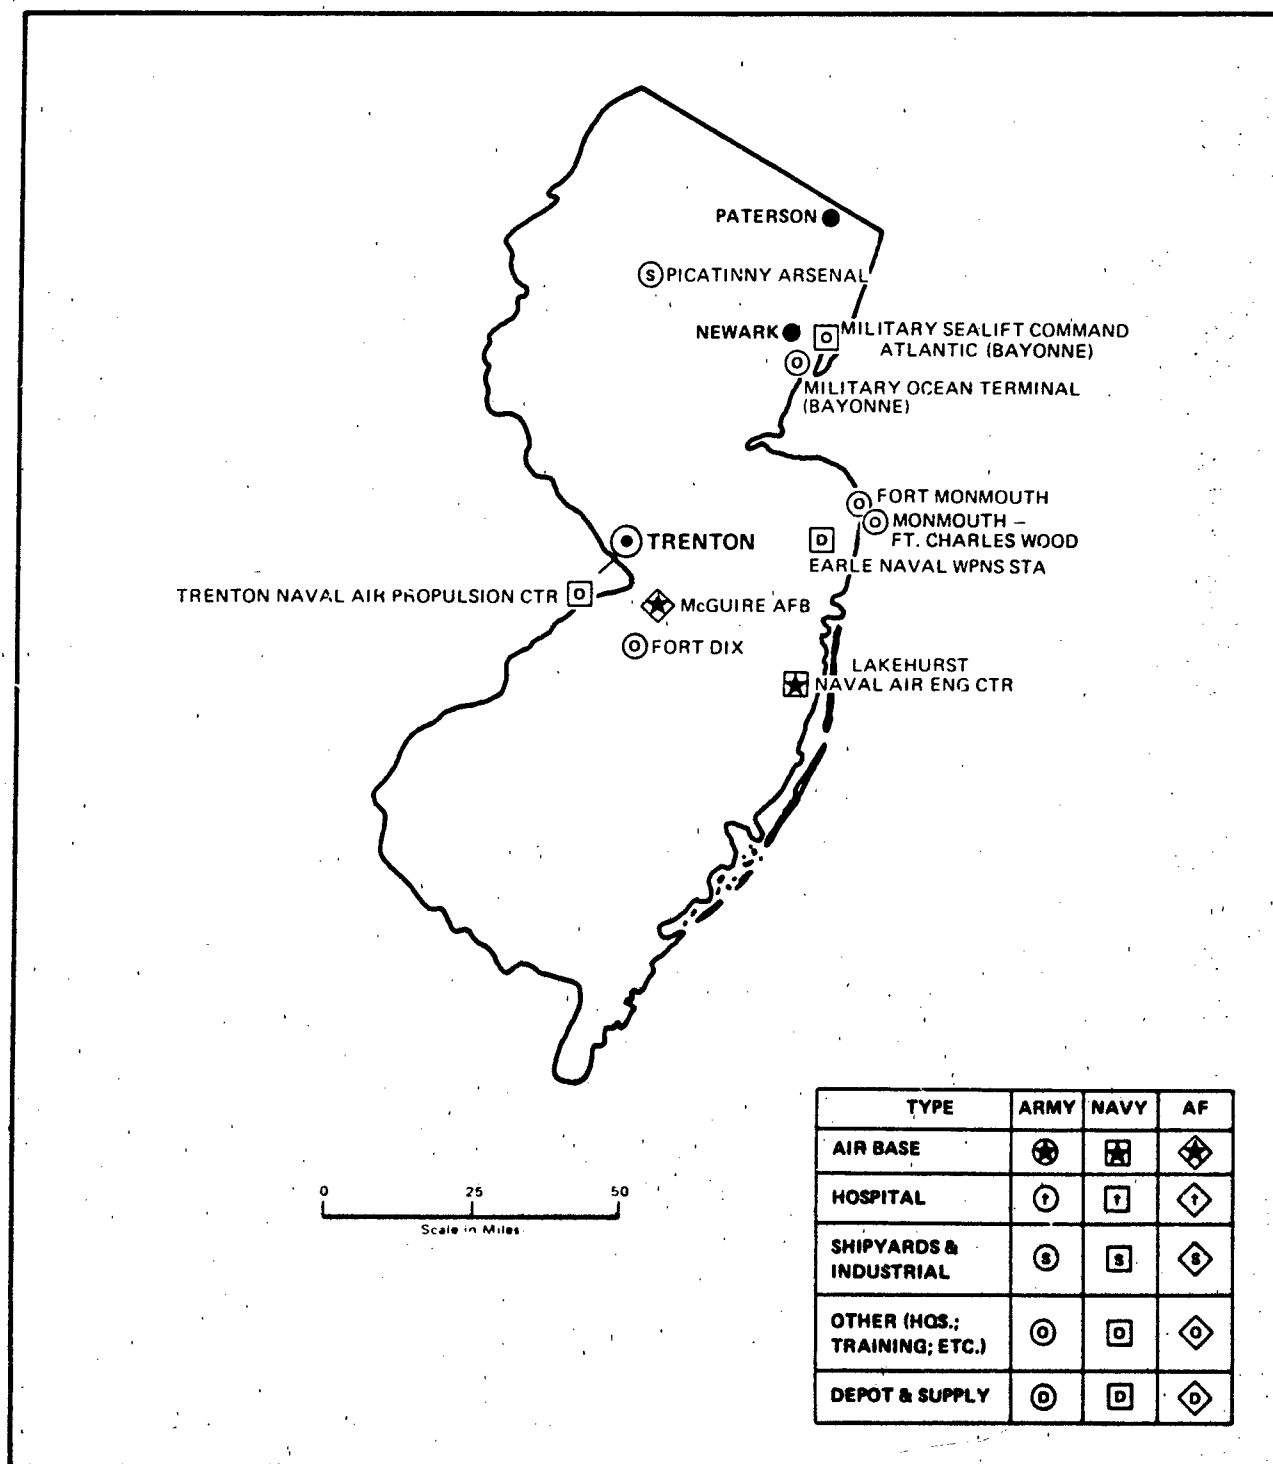 PATERSON
S PICATINNY ARSENAL
NEWARK
O MILITARY SEALIFT COMMAND
ATLANTIC (BAYONNE)
O
MILITARY OCEAN TERMINAL
(BAYONNE)
O FORT MONMOUTH
O MONMOUTH –
FT. CHARLES WOOD
TRENTON
D
EARLE NAVAL WPNS STA
TRENTON NAVAL AIR PROPULSION CTR O
McGUIRE AFB
O FORT DIX
LAKEHURST
NAVAL AIR ENG CTR
TYPE ARMY NAVY AF
AIR BASE
HOSPITAL † † †
SHIPYARDS &
INDUSTRIAL S S S
OTHER (HQS.;
TRAINING; ETC.) O O O
DEPOT & SUPPLY D D D
0 25 50
Scale in Miles